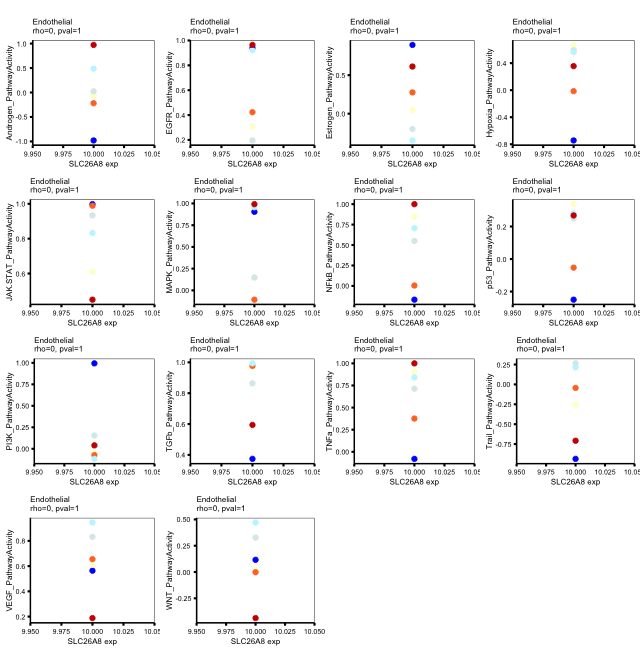 Endothelial
rho=0, pval=1
Androgen_PathwayActivity
1.0
0.5
0.0
-0.5
-1.0
9.950 9.975 10.000 10.025 10.05
SLC26A8 exp
Endothelial
rho=0, pval=1
EGFR_PathwayActivity
1.0
0.8
0.6
0.4
0.2
9.950 9.975 10.000 10.025 10.05
SLC26A8 exp
Endothelial
rho=0, pval=1
Estrogen_PathwayActivity
0.5
0.0
9.950 9.975 10.000 10.025 10.05
SLC26A8 exp
Endothelial
rho=0, pval=1
Hypoxia_PathwayActivity
0.4
0.0
-0.4
-0.8
9.950 9.975 10.000 10.025 10.050
SLC26A8 exp
Endothelial
rho=0, pval=1
JAK-STAT_PathwayActivity
1.0
0.8
0.6
9.950 9.975 10.000 10.025 10.05
SLC26A8 exp
Endothelial
rho=0, pval=1
MAPK_PathwayActivity
1.00
0.75
0.50
0.25
0.00
9.950 9.975 10.000 10.025 10.05
SLC26A8 exp
Endothelial
rho=0, pval=1
NFkB_PathwayActivity
1.00
0.75
0.50
0.25
0.00
9.950 9.975 10.000 10.025 10.05
SLC26A8 exp
Endothelial
rho=0, pval=1
p53_PathwayActivity
0.2
0.0
-0.2
9.950 9.975 10.000 10.025 10.050
SLC26A8 exp
Endothelial
rho=0, pval=1
PI3K_PathwayActivity
1.00
0.75
0.50
0.25
0.00
9.950 9.975 10.000 10.025 10.05
SLC26A8 exp
Endothelial
rho=0, pval=1
TGFb_PathwayActivity
1.0
0.8
0.6
0.4
9.950 9.975 10.000 10.025 10.05
SLC26A8 exp
Endothelial
rho=0, pval=1
TNFa_PathwayActivity
1.00
0.75
0.50
0.25
0.00
9.950 9.975 10.000 10.025 10.05
SLC26A8 exp
Endothelial
rho=0, pval=1
Trail_PathwayActivity
0.25
0.00
-0.25
-0.50
-0.75
9.950 9.975 10.000 10.025 10.050
SLC26A8 exp
Endothelial
rho=0, pval=1
VEGF_PathwayActivity
0.8
0.6
0.4
0.2
9.950 9.975 10.000 10.025 10.05
SLC26A8 exp
Endothelial
rho=0, pval=1
WNT_PathwayActivity
0.50
0.25
0.00
-0.25
9.950 9.975 10.000 10.025 10.050
SLC26A8 exp